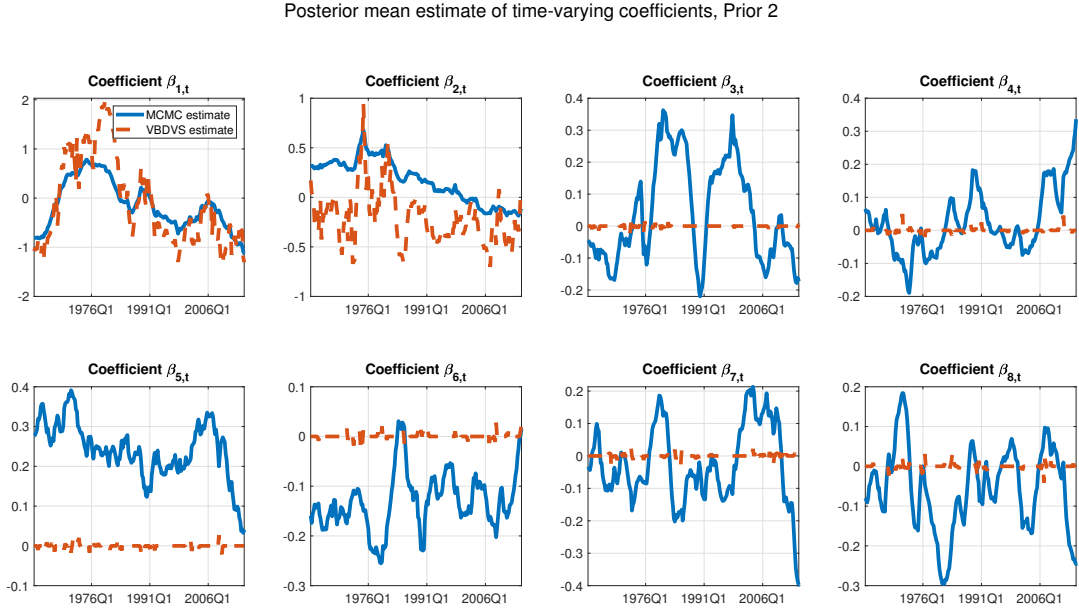 Posterior mean estimate of time-varying coefficients, Prior 2
Coefficient β1,t
2
1
0
-1
-2
1976Q1 1991Q1 2006Q1
MCMC estimate
VBDVS estimate
Coefficient β2,t
1
0.5
0
-0.5
-1
1976Q1 1991Q1 2006Q1
Coefficient β3,t
0.4
0.3
0.2
0.1
0
-0.1
-0.2
1976Q1 1991Q1 2006Q1
Coefficient β4,t
0.4
0.3
0.2
0.1
0
-0.1
-0.2
1976Q1 1991Q1 2006Q1
Coefficient β5,t
0.4
0.3
0.2
0.1
0
-0.1
1976Q1 1991Q1 2006Q1
Coefficient β6,t
0.1
0
-0.1
-0.2
-0.3
1976Q1 1991Q1 2006Q1
Coefficient β7,t
0.2
0.1
0
-0.1
-0.2
-0.3
-0.4
1976Q1 1991Q1 2006Q1
Coefficient β8,t
0.2
0.1
0
-0.1
-0.2
-0.3
1976Q1 1991Q1 2006Q1